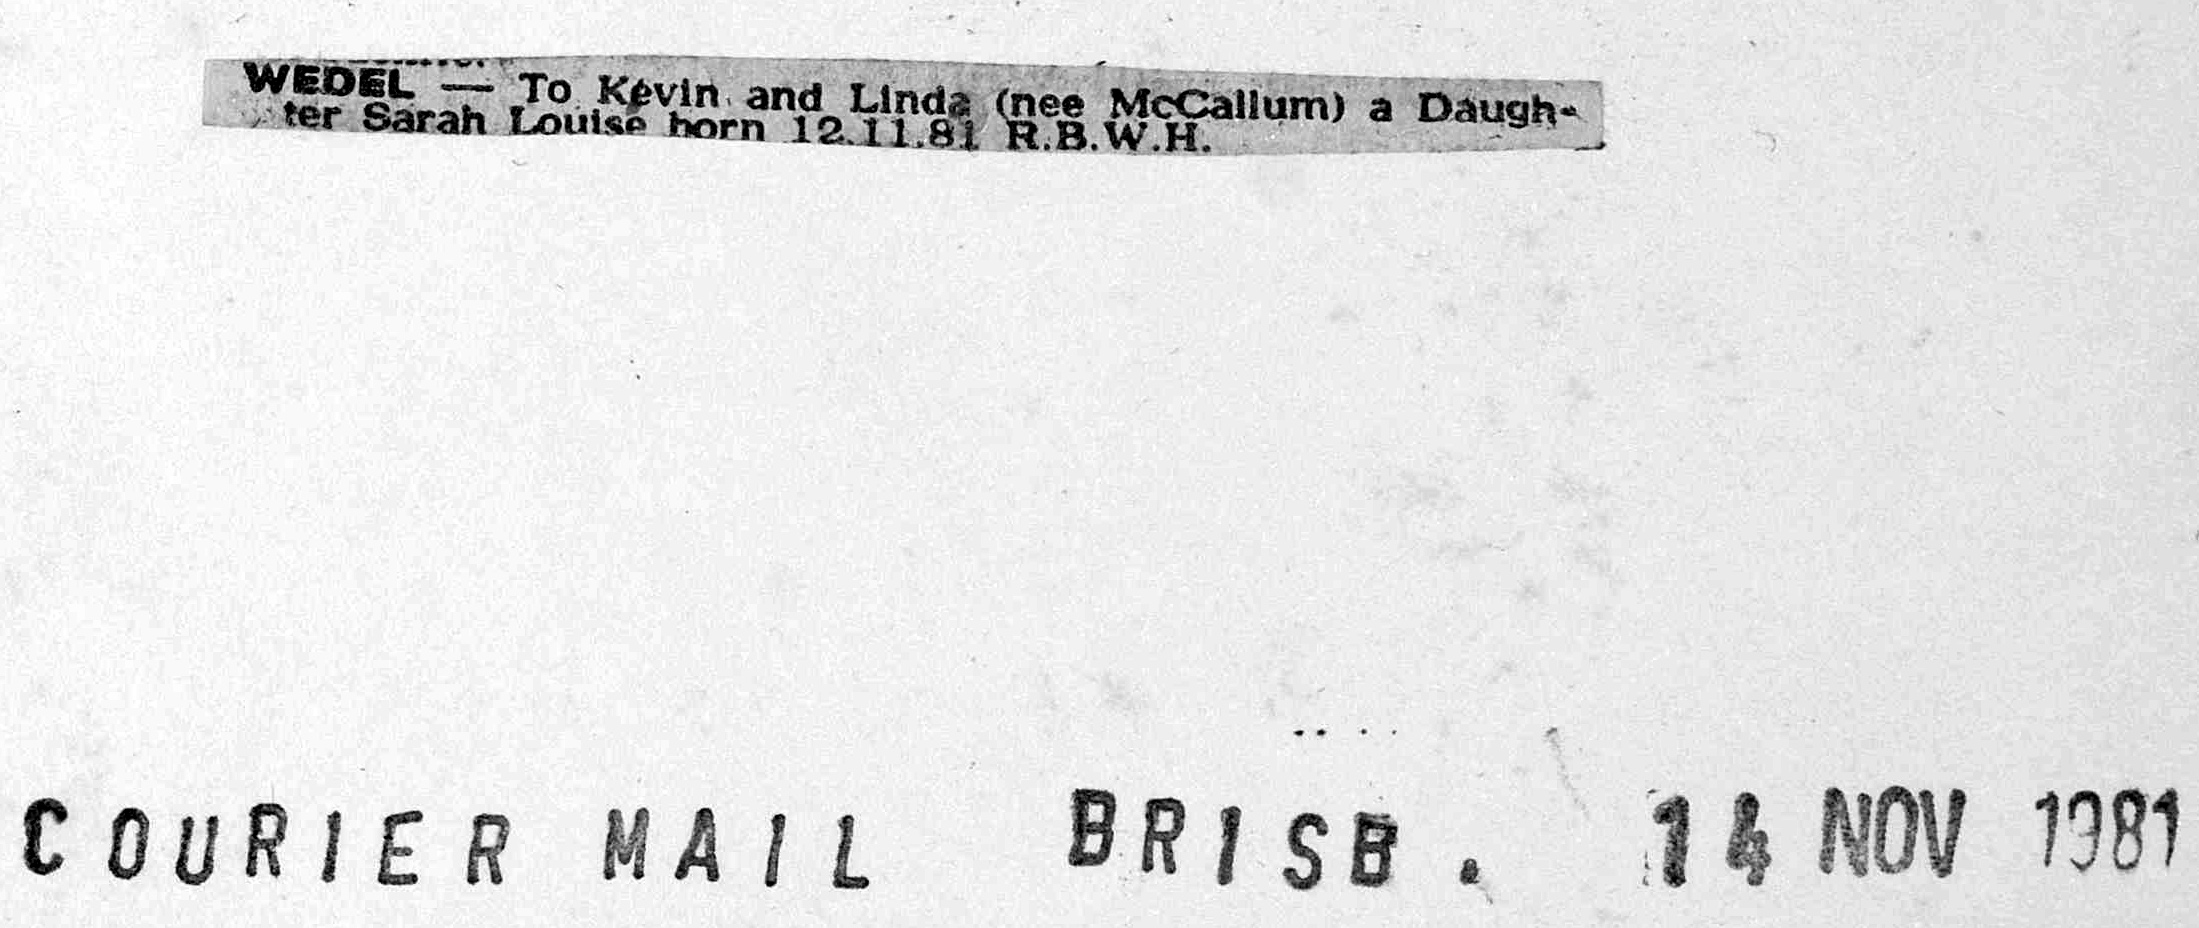 WEDEL — To Kevin and Linda (nee McCallum) a Daugh-
ter Sarah Louise born 12.11.81 R.B.W.H.
COURIER MAIL BRISB. 14 NOV 1981